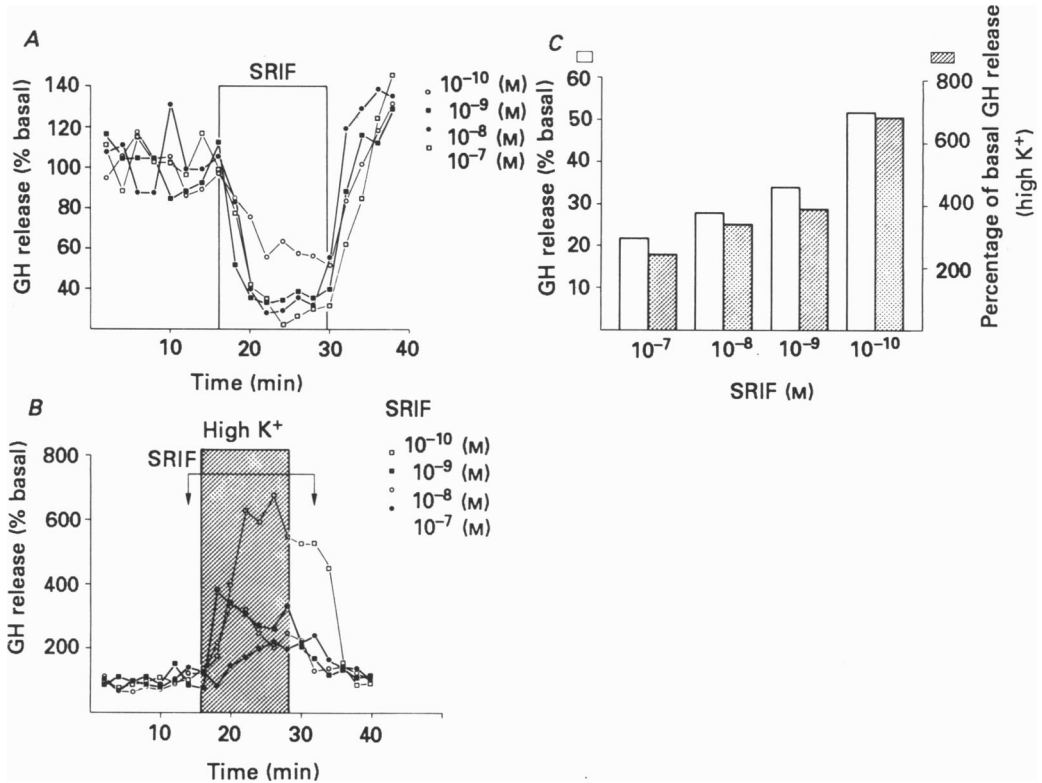 A
SRIF
GH release (% basal)
140
120
100
80
60
40
10
20
30
40
Time (min)
10⁻¹⁰ (M)
10⁻⁹ (M)
10⁻⁸ (M)
10⁻⁷ (M)
B
High K⁺
SRIF
GH release (% basal)
800
600
400
200
10
20
30
40
Time (min)
SRIF
10⁻¹⁰ (M)
10⁻⁹ (M)
10⁻⁸ (M)
10⁻⁷ (M)
C
GH release (% basal)
60
50
40
30
20
10
800
600
400
200
Percentage of basal GH release
(high K⁺)
10⁻⁷
10⁻⁸
10⁻⁹
10⁻¹⁰
SRIF (M)